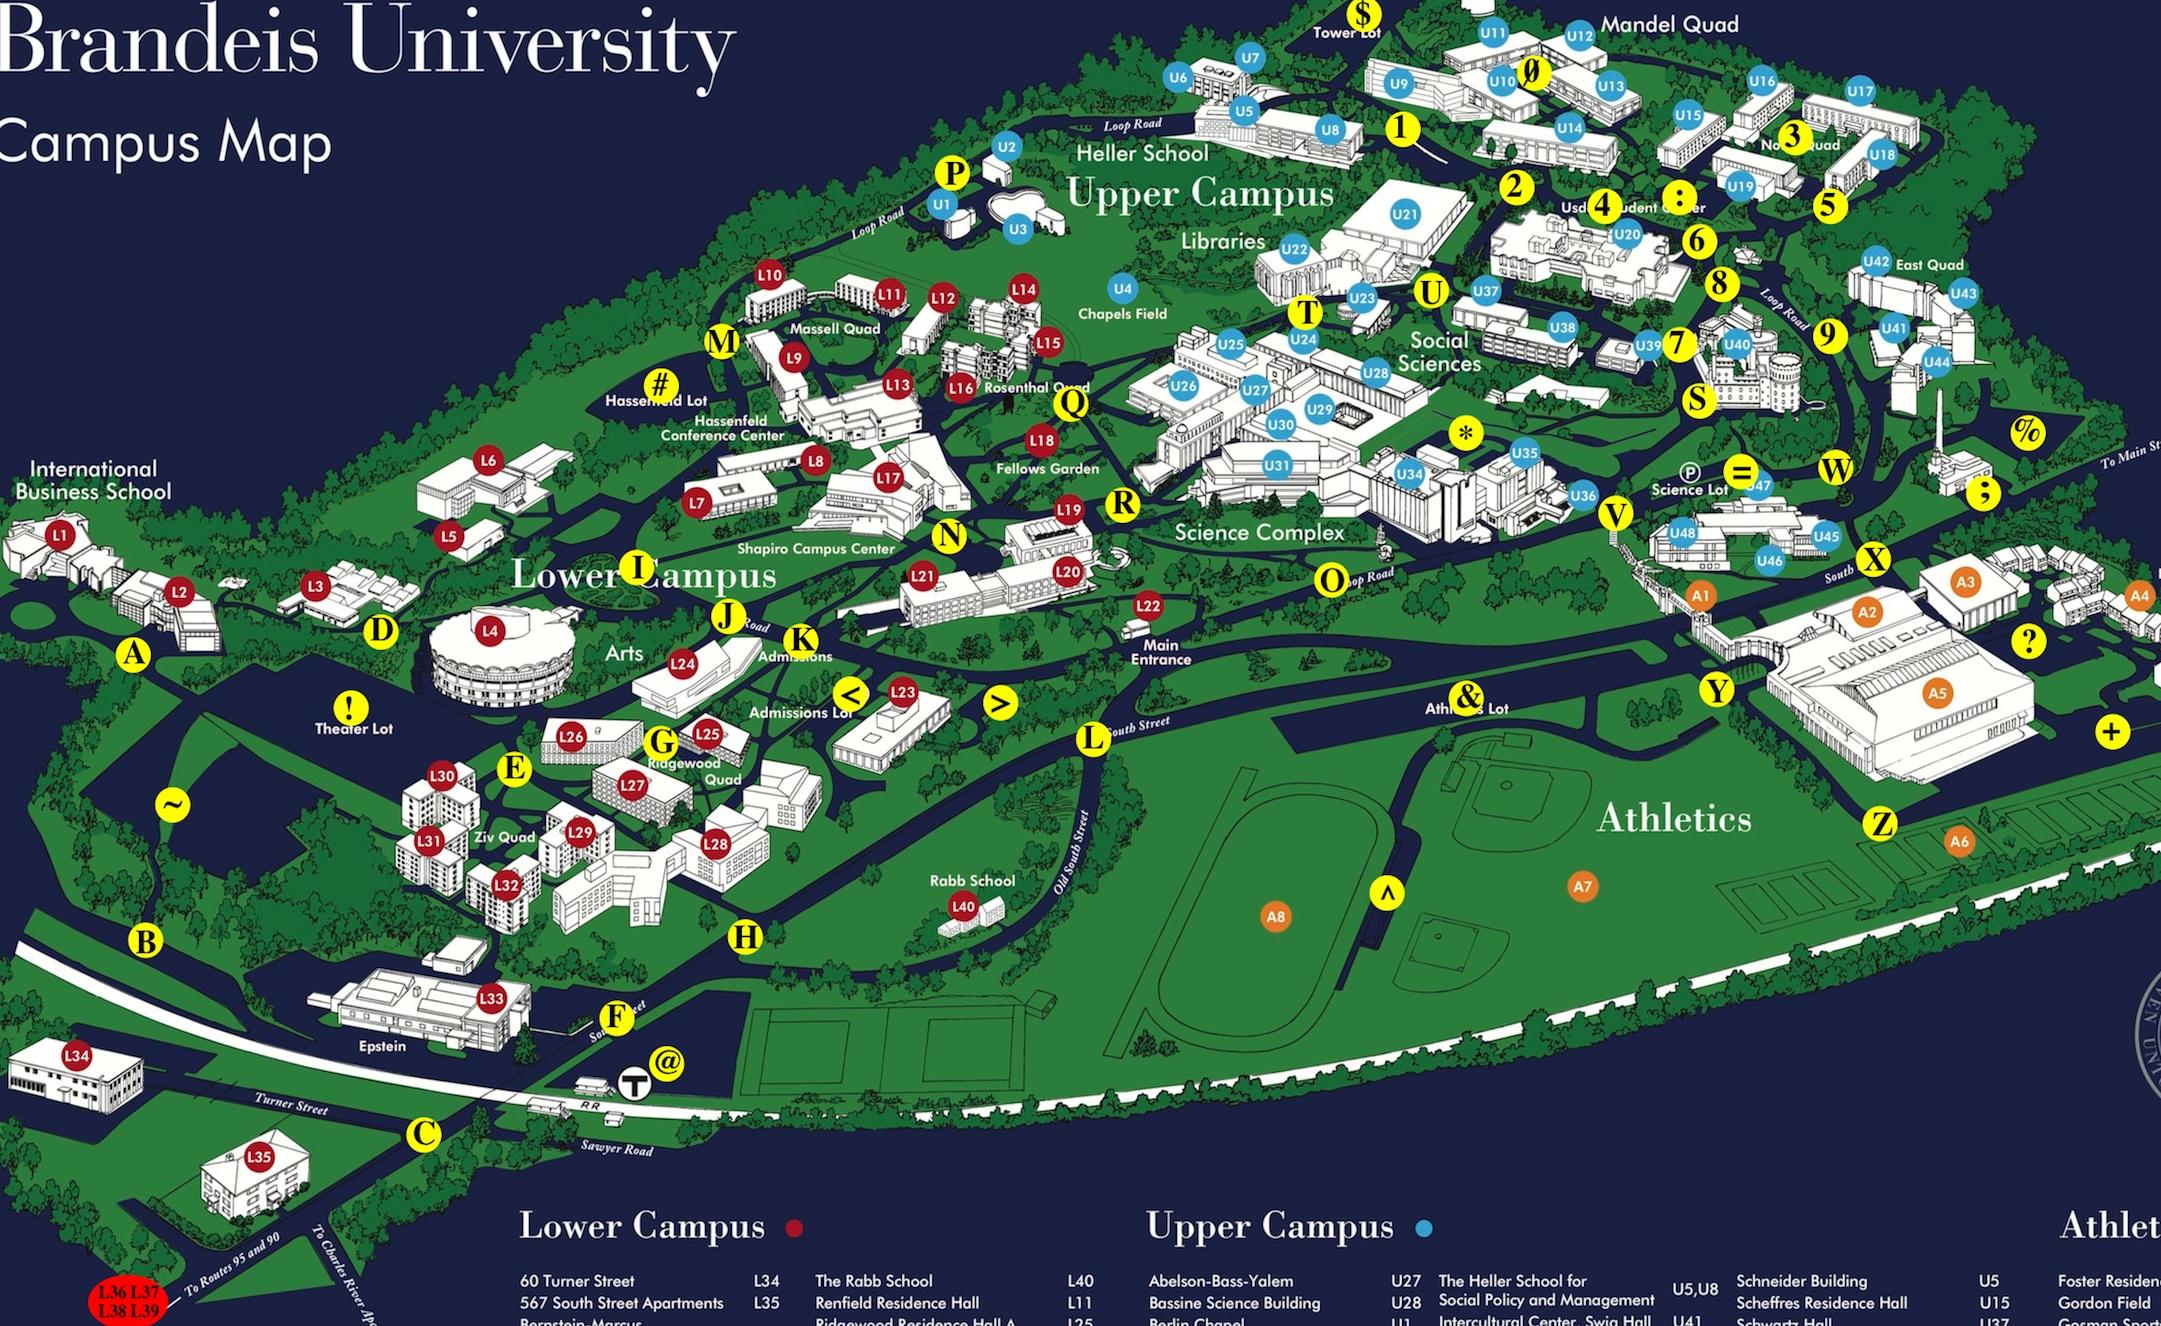 Brandeis University
Campus Map
$
Tower Lot
U11
U12
Mandel Quad
U7
U6
U9
U10
0
U13
U16
U17
U5
U8
1
U14
U15
3
U18
Loop Road
Heller School
U2
P
U1
U3
Loop Road
Upper Campus
2
4
:
U19
5
U21
U20
6
Libraries
U22
U42
East Quad
L10
L11
L12
L14
U4
Chapels Field
U23
U
U37
8
U43
Loop Road
T
Massell Quad
M
L9
L15
U25
U24
Social
Sciences
U38
U39
7
U40
9
U41
U44
#
L13
L16
Rosenthal Quad
Q
U26
U27
U28
U29
S
Hassenfeld
Conference Center
U30
*
%
International
Business School
L6
L8
L18
Fellows Garden
U31
U34
U35
P
Science Lot
=
U47
W
To Main St
L7
L17
R
L19
U36
V
;
L1
L5
N
Shapiro Campus Center
Science Complex
U48
U45
U46
X
South
L2
L3
Lower Campus
I
L21
L20
O
Loop Road
A1
A2
A3
A4
D
L4
J
Road
K
Admissions
L22
Main
Entrance
?
A
Arts
L24
!
Theater Lot
Admissions Lot
<
L23
>
&
Athletics Lot
Y
A5
+
L26
G
L25
Ridgewood
Quad
L
South Street
E
L30
L27
~
L31
Ziv Quad
L29
L28
Old South Street
Athletics
Z
A6
L32
Rabb School
L40
A8
^
A7
B
H
L33
Epstein
F
South Street
L34
T
@
RR
Turner Street
C
Sawyer Road
L35
To Routes 95 and 90
To Charles River Apa
L36 L37
L38 L39
Lower Campus
Upper Campus
Athlet
60 Turner Street L34
567 South Street Apartments L35
Bernstein-Marcus
The Rabb School L40
Renfield Residence Hall L11
Ridgewood Residence Hall A L25
Abelson-Bass-Yalem U27
Bassine Science Building U28
Berlin Chapel U1
The Heller School for
Social Policy and Management U5,U8
Intercultural Center, Swig Hall U41
Schneider Building U5
Scheffres Residence Hall U15
Schwartz Hall U37
Foster Residen
Gordon Field
Gosman Sport